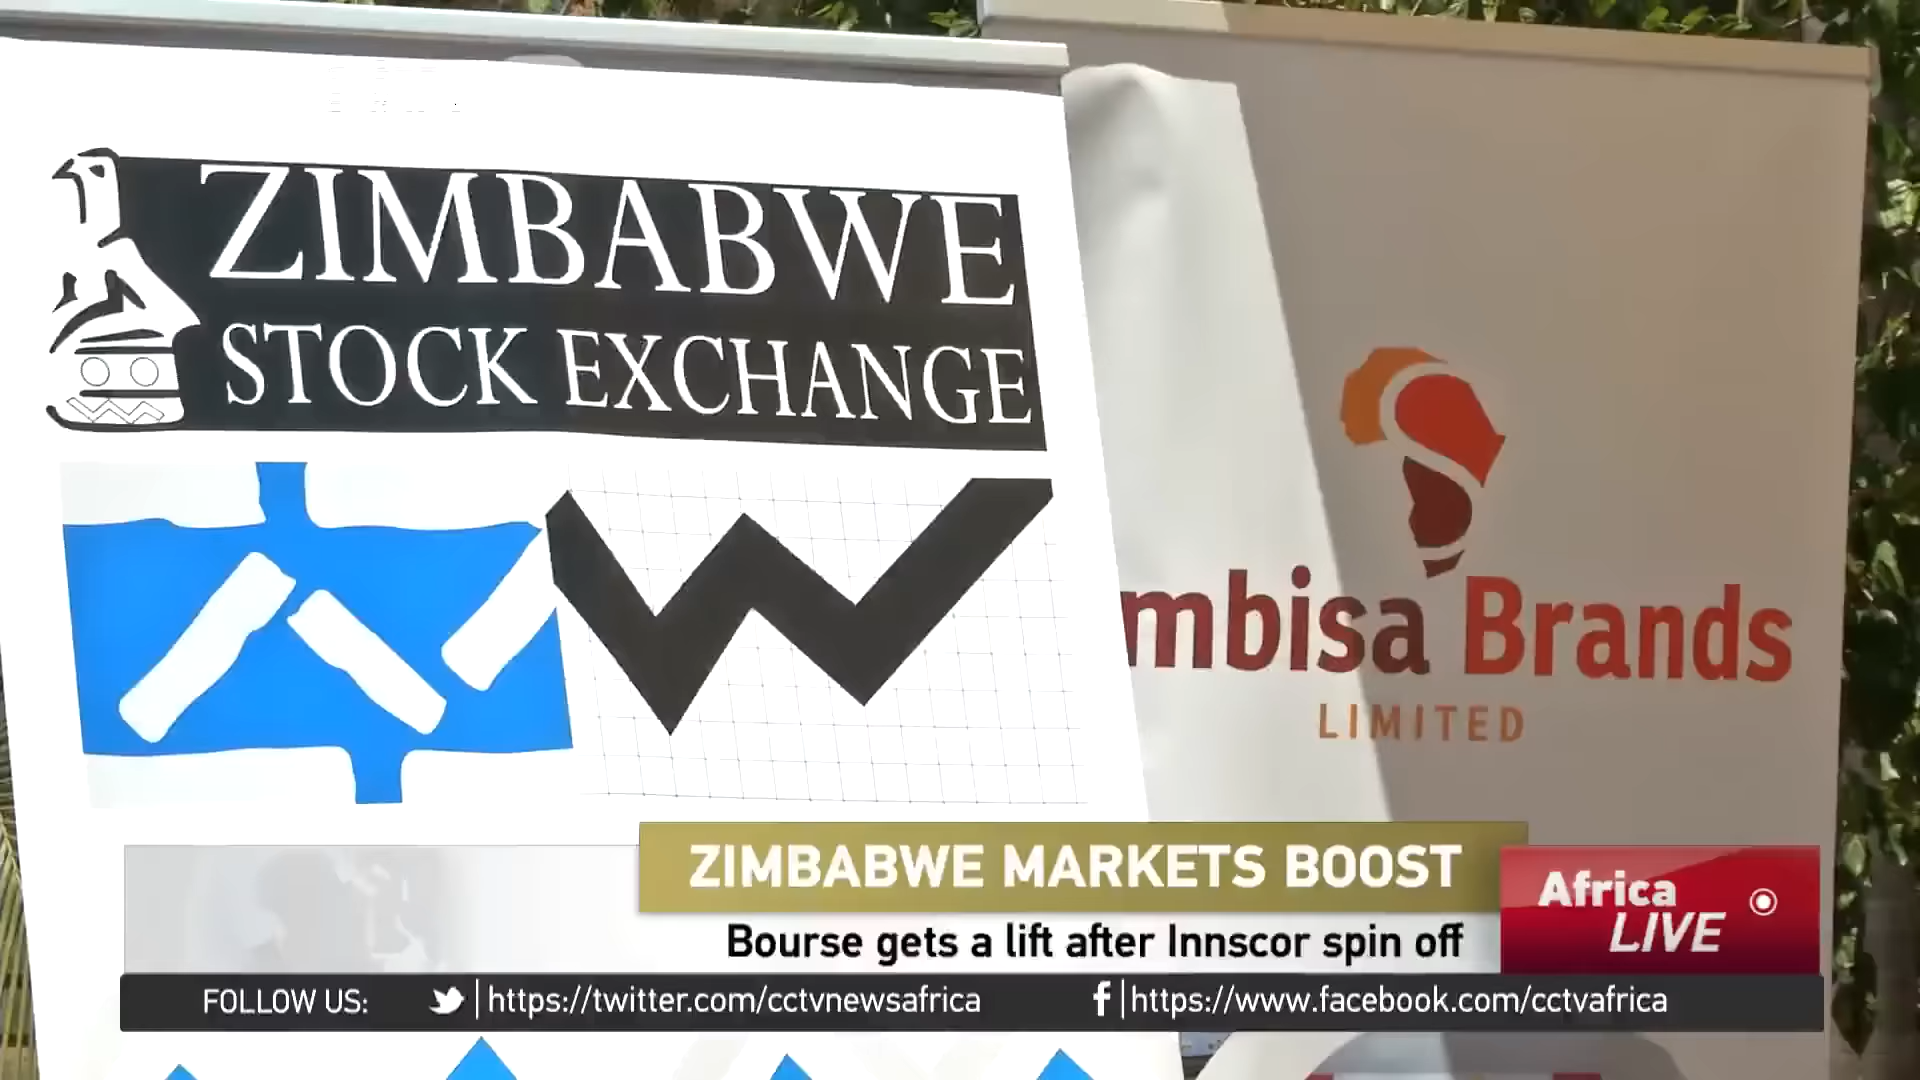 ZIMBABWE
STOCK EXCHANGE
mbisa Brands
LIMITED
ZIMBABWE MARKETS BOOST
Bourse gets a lift after Innscor spin off
Africa
LIVE
FOLLOW US: | https://twitter.com/cctvnewsafrica f | https://www.facebook.com/cctvafrica